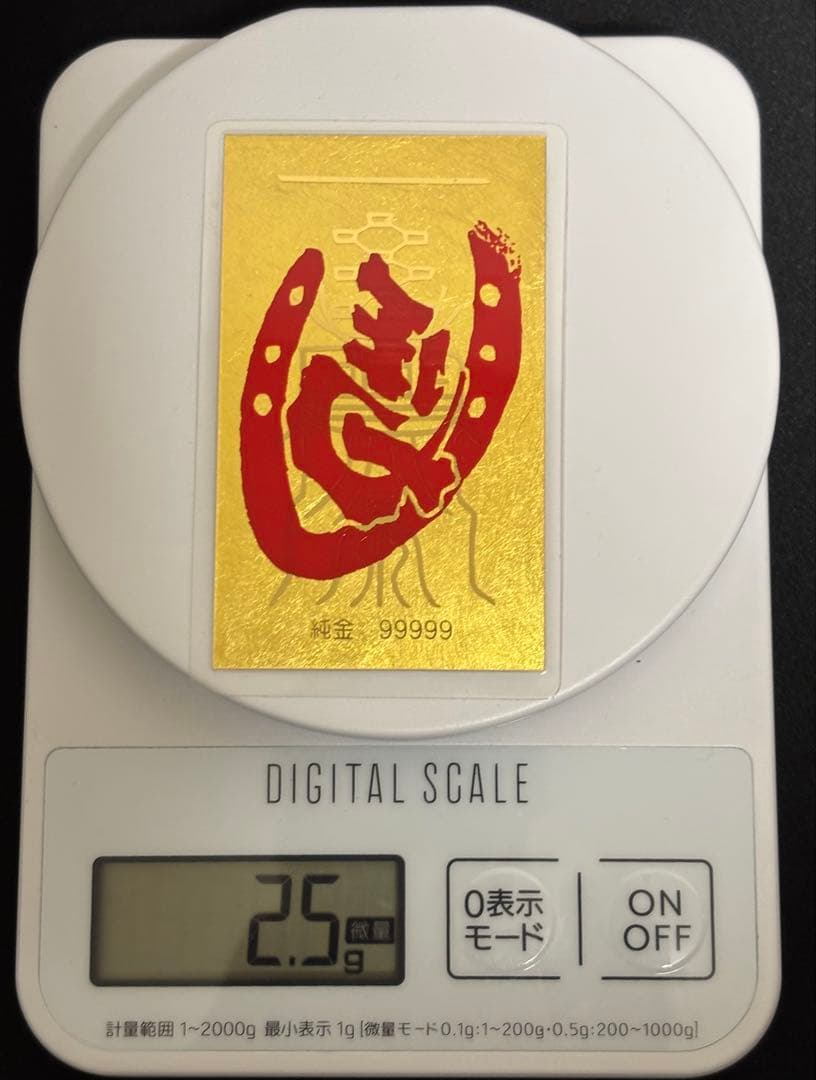 純金 99999
DIGITAL SCALE
2.5g 微量
0表示
モード
ON
OFF
計量範囲 1~2000g 最小表示 1g [微量モード0.1g:1~200g・0.5g:200~1000g]